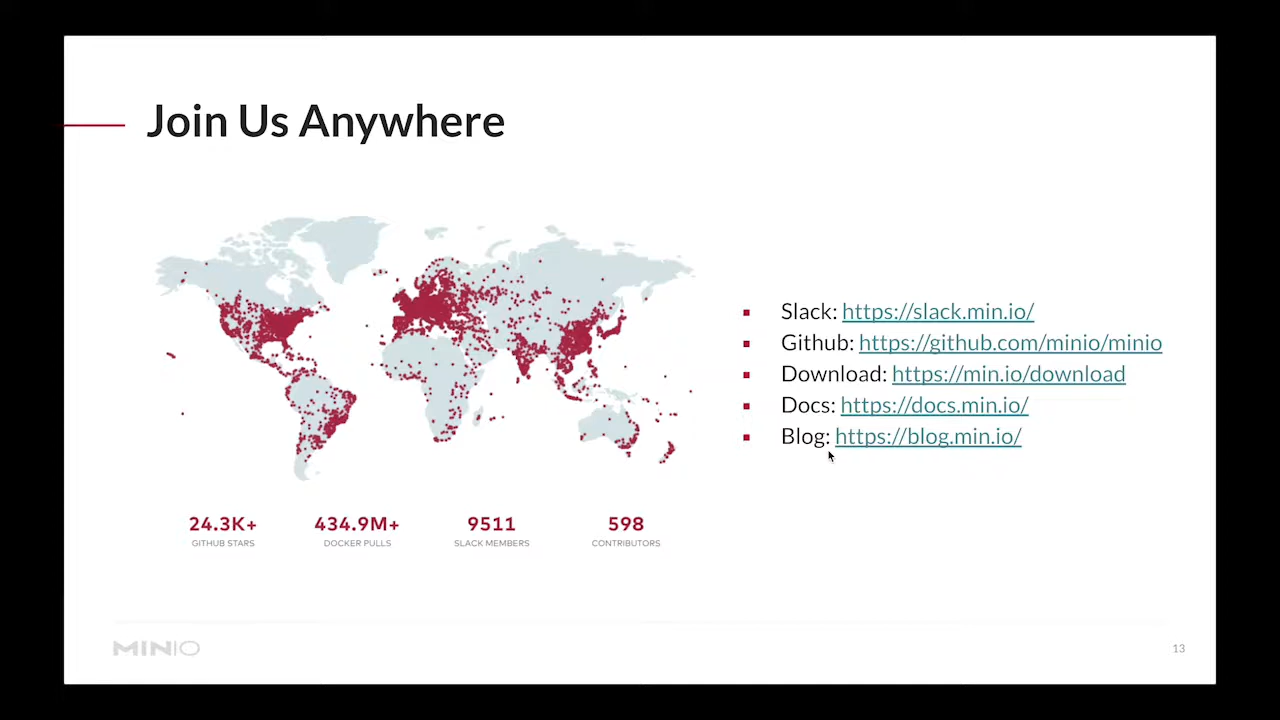 Join Us Anywhere
▪ Slack: https://slack.min.io/
▪ Github: https://github.com/minio/minio
▪ Download: https://min.io/download
▪ Docs: https://docs.min.io/
▪ Blog: https://blog.min.io/
24.3K+ 434.9M+ 9511 598
GITHUB STARS DOCKER PULLS SLACK MEMBERS CONTRIBUTORS
MINIO 13